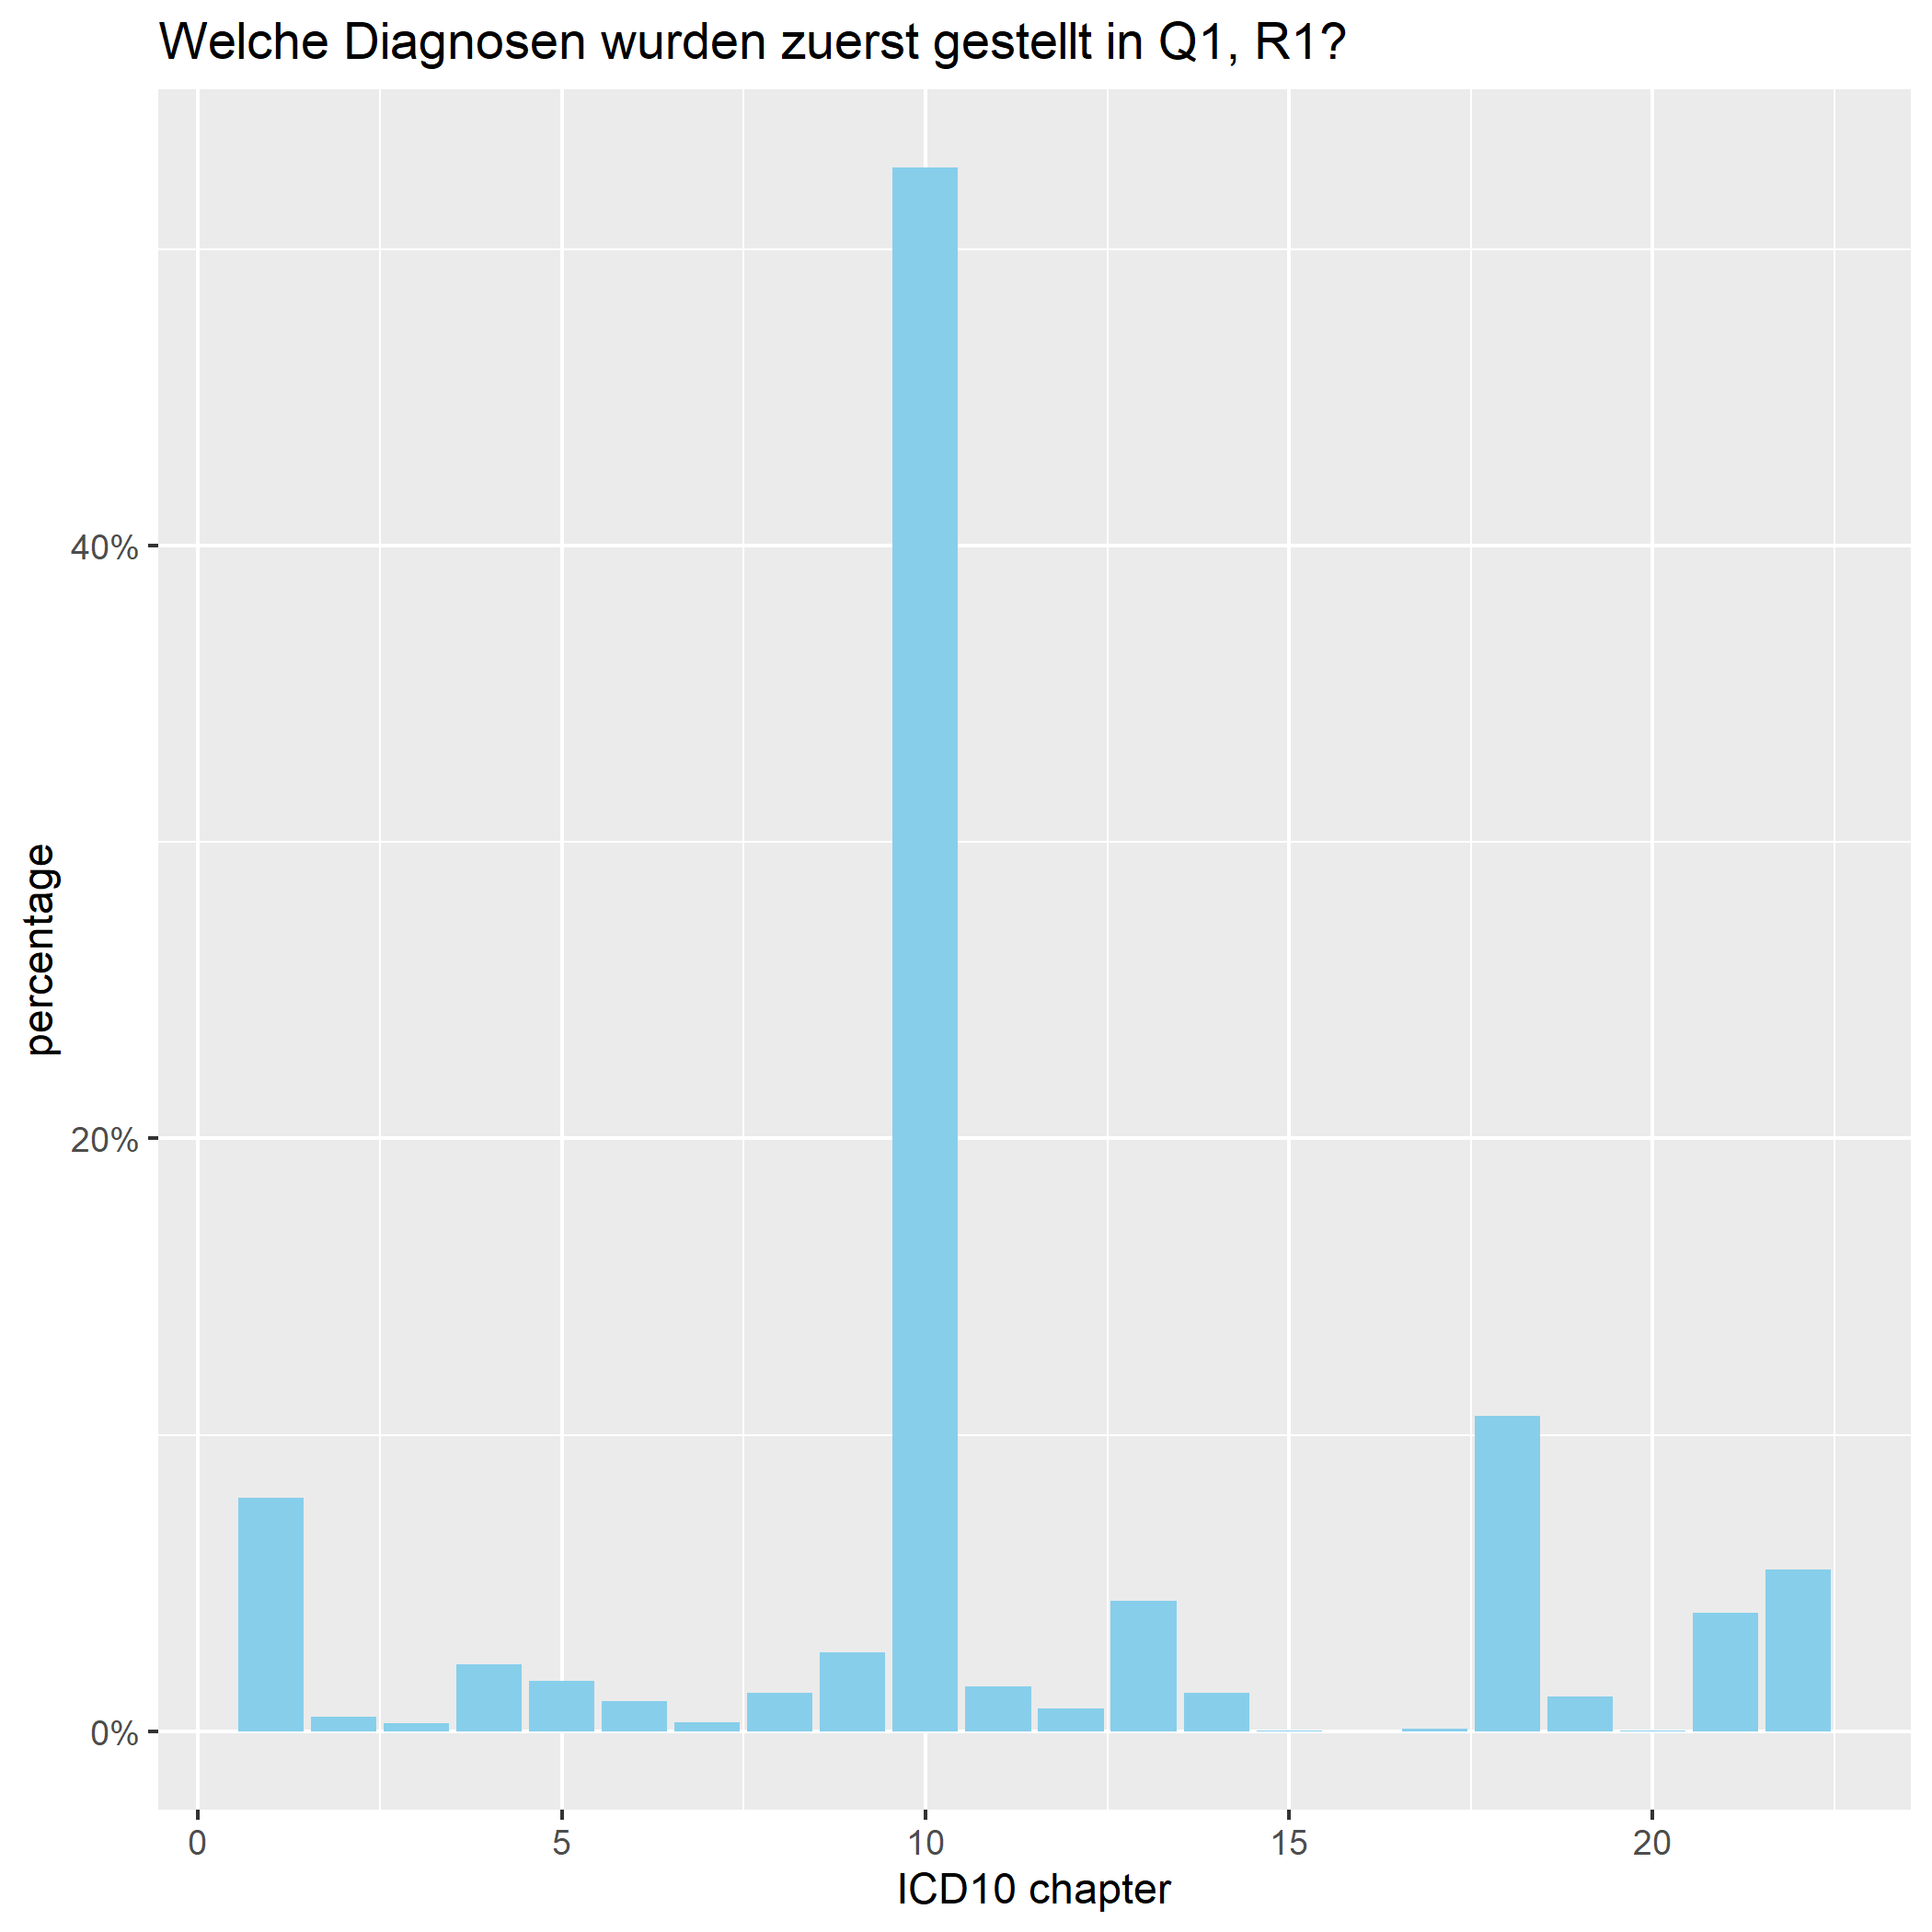 Welche Diagnosen wurden zuerst gestellt in Q1, R1?
percentage
40%
20%
0%
0 5 10 15 20
ICD10 chapter